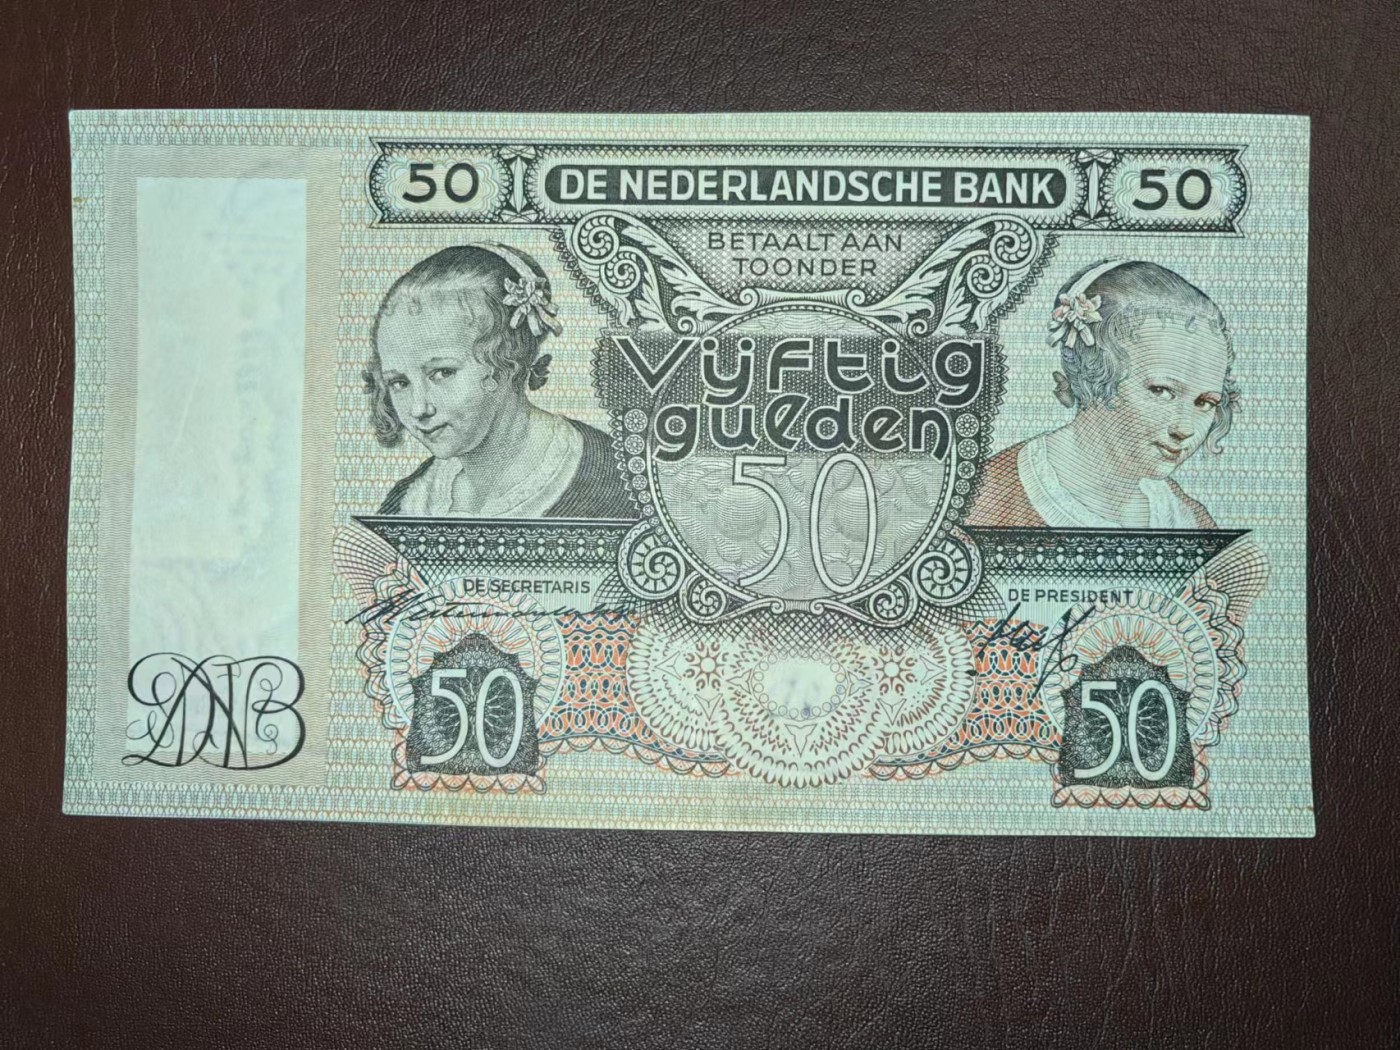 50 DE NEDERLANDSCHE BANK 50
BETAALT AAN
TOONDER
Vijftig
gulden
50
DE SECRETARIS
DE PRESIDENT
50
50
DNB